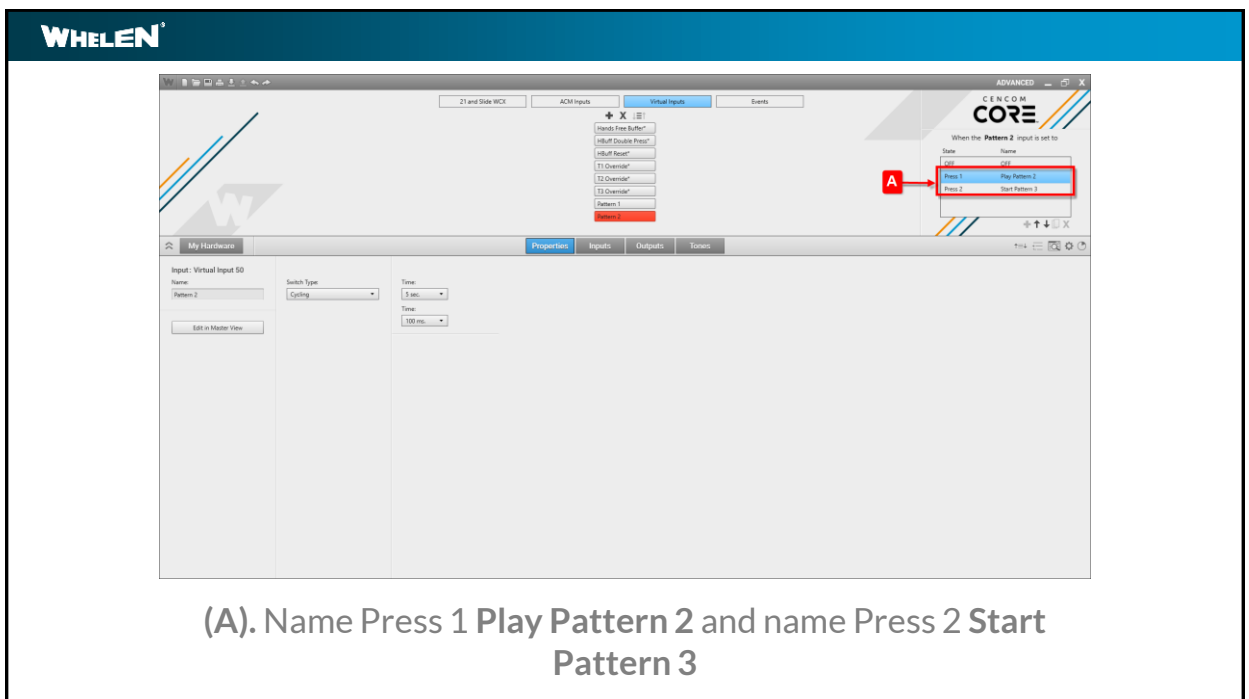 WHELEN
ADVANCED
21 and Slide WCX
ACM Inputs
Virtual Inputs
Events
CENCOM
CORE
Hands Free Buffer*
HBuff Double Press*
HBuff Reset*
T1 Override*
T2 Override*
T3 Override*
Pattern 1
Pattern 2
When the Pattern 2 input is set to
State Name
OFF OFF
Press 1 Play Pattern 2
Press 2 Start Pattern 3
A
My Hardware
Properties
Inputs
Outputs
Tones
Input: Virtual Input 50
Name:
Pattern 2
Edit in Master View
Switch Type:
Cycling
Time:
5 sec.
Time:
100 ms.
(A). Name Press 1 Play Pattern 2 and name Press 2 Start
Pattern 3